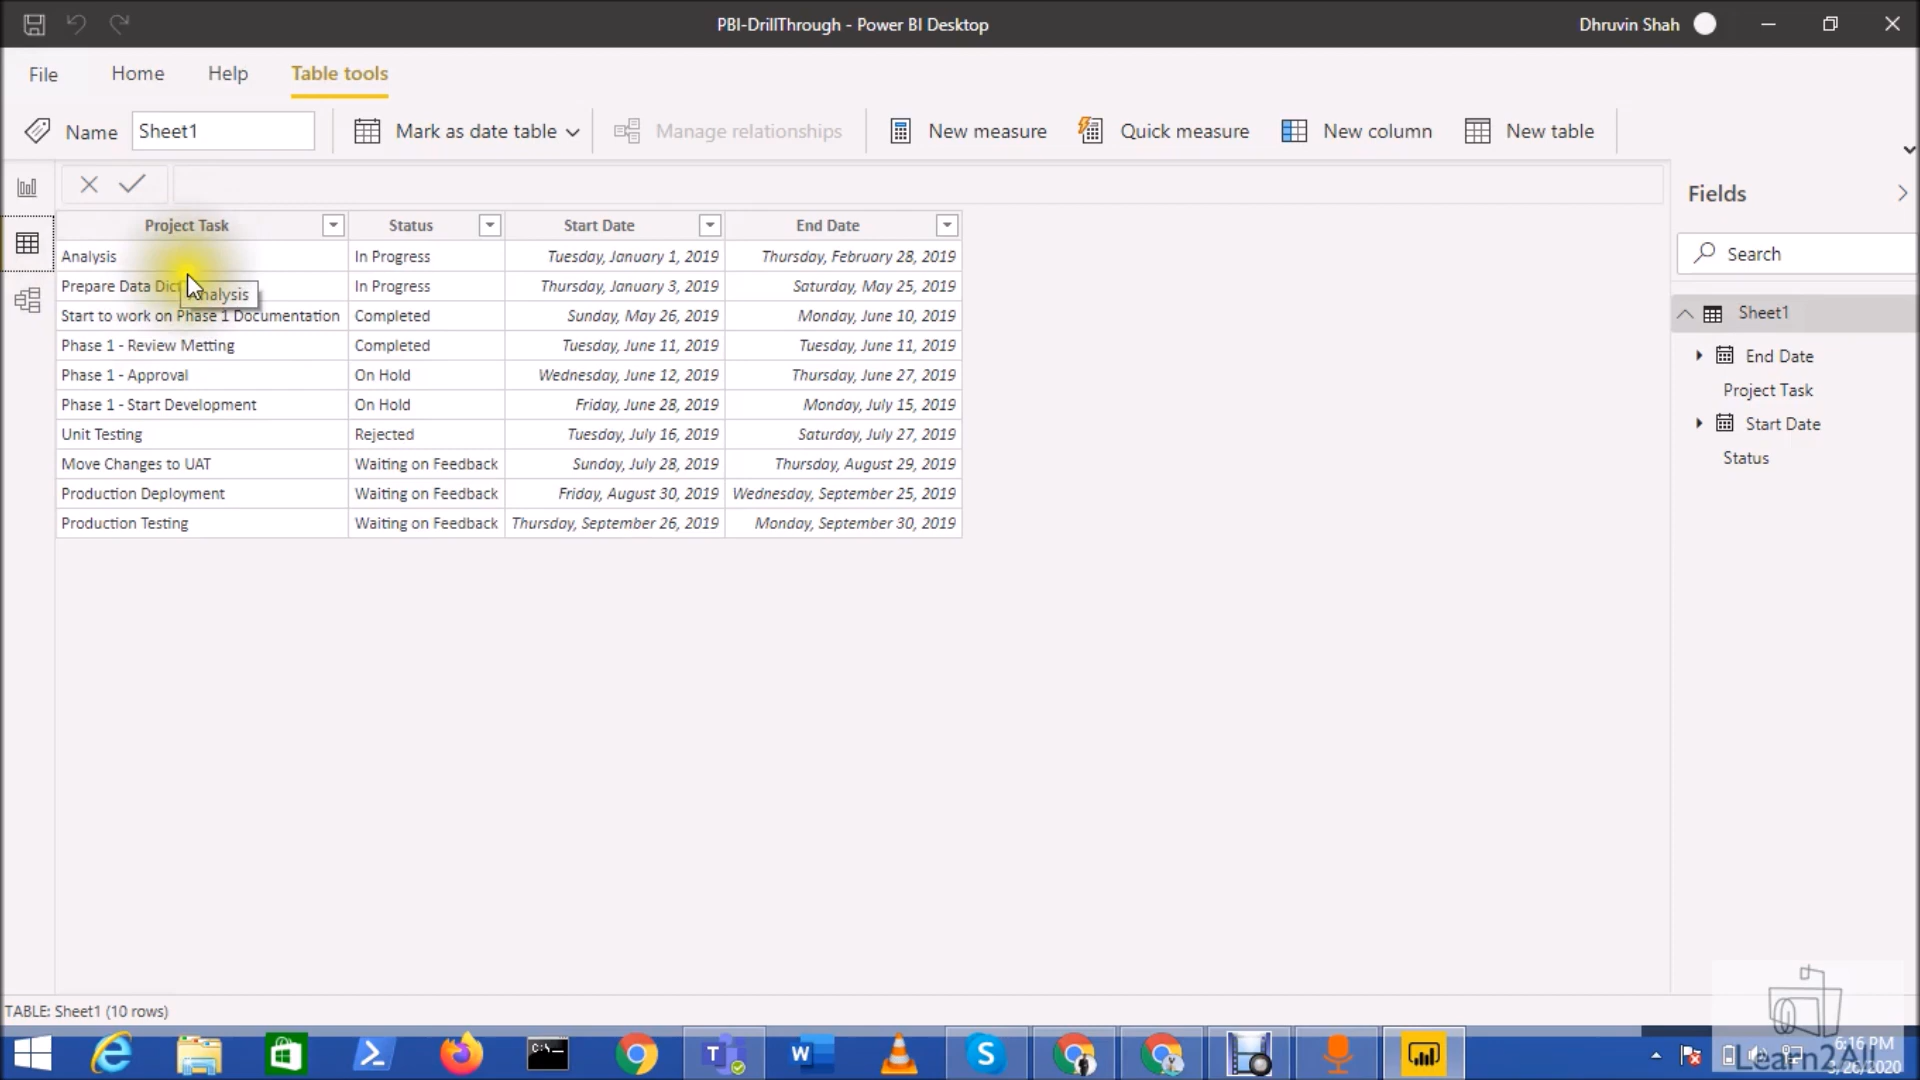 PBI-DrillThrough - Power BI Desktop
Dhruvin Shah
File Home Help Table tools
Name Sheet1 Mark as date table Manage relationships New measure Quick measure New column New table
Fields
Search
Sheet1
End Date
Project Task
Start Date
Status
Project Task Status Start Date End Date
Analysis In Progress Tuesday, January 1, 2019 Thursday, February 28, 2019
Prepare Data In Progress Thursday, January 3, 2019 Saturday, May 25, 2019
Analysis
Start to work on Phase 1 Documentation Completed Sunday, May 26, 2019 Monday, June 10, 2019
Phase 1 - Review Metting Completed Tuesday, June 11, 2019 Tuesday, June 11, 2019
Phase 1 - Approval On Hold Wednesday, June 12, 2019 Thursday, June 27, 2019
Phase 1 - Start Development On Hold Friday, June 28, 2019 Monday, July 15, 2019
Unit Testing Rejected Tuesday, July 16, 2019 Saturday, July 27, 2019
Move Changes to UAT Waiting on Feedback Sunday, July 28, 2019 Thursday, August 29, 2019
Production Deployment Waiting on Feedback Friday, August 30, 2019 Wednesday, September 25, 2019
Production Testing Waiting on Feedback Thursday, September 26, 2019 Monday, September 30, 2019
TABLE: Sheet1 (10 rows)
6:16 PM
Learn2All